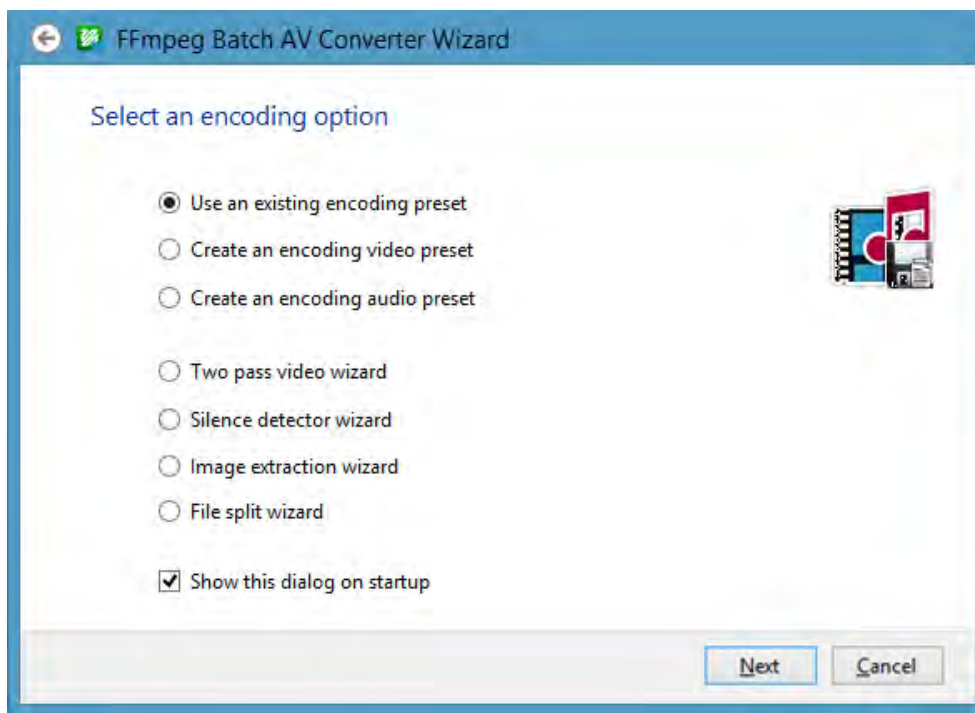 FFmpeg Batch AV Converter Wizard
Select an encoding option
Use an existing encoding preset
Create an encoding video preset
Create an encoding audio preset
Two pass video wizard
Silence detector wizard
Image extraction wizard
File split wizard
Show this dialog on startup
Next Cancel